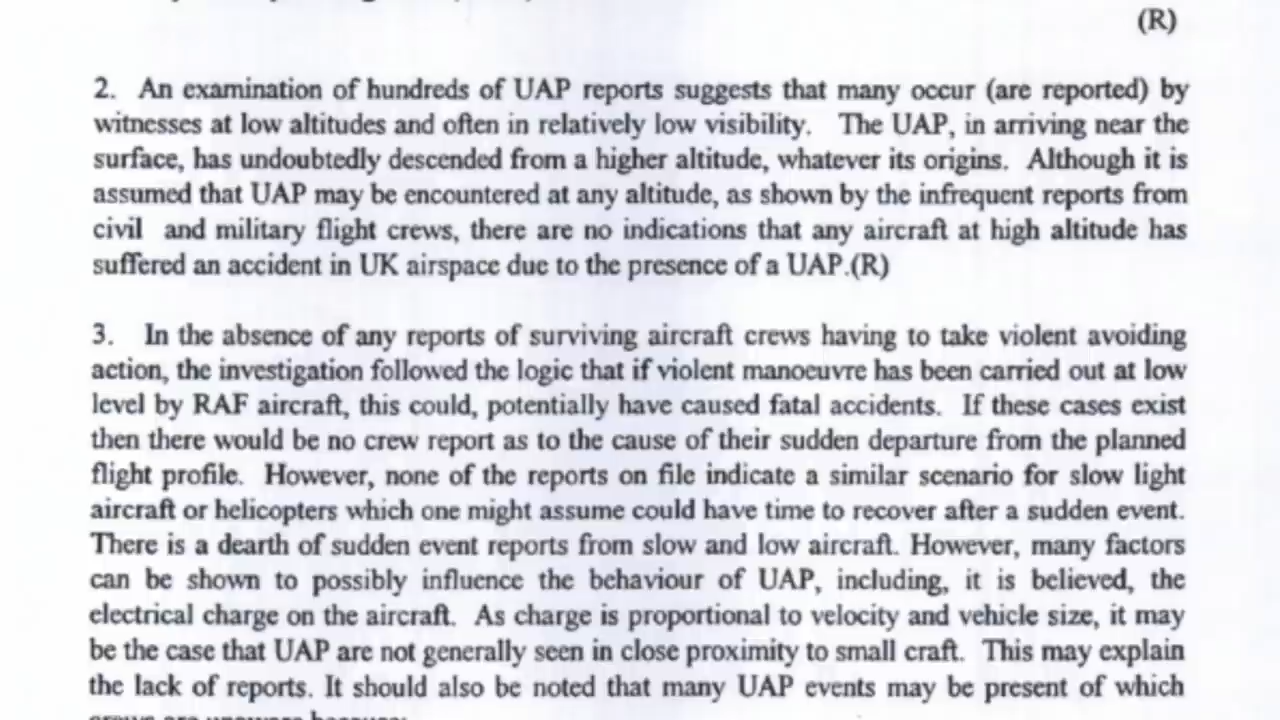 (R)
2. An examination of hundreds of UAP reports suggests that many occur (are reported) by
witnesses at low altitudes and often in relatively low visibility. The UAP, in arriving near the
surface, has undoubtedly descended from a higher altitude, whatever its origins. Although it is
assumed that UAP may be encountered at any altitude, as shown by the infrequent reports from
civil and military flight crews, there are no indications that any aircraft at high altitude has
suffered an accident in UK airspace due to the presence of a UAP.(R)
3. In the absence of any reports of surviving aircraft crews having to take violent avoiding
action, the investigation followed the logic that if violent manoeuvre has been carried out at low
level by RAF aircraft, this could, potentially have caused fatal accidents. If these cases exist
then there would be no crew report as to the cause of their sudden departure from the planned
flight profile. However, none of the reports on file indicate a similar scenario for slow light
aircraft or helicopters which one might assume could have time to recover after a sudden event.
There is a dearth of sudden event reports from slow and low aircraft. However, many factors
can be shown to possibly influence the behaviour of UAP, including, it is believed, the
electrical charge on the aircraft. As charge is proportional to velocity and vehicle size, it may
be the case that UAP are not generally seen in close proximity to small craft. This may explain
the lack of reports. It should also be noted that many UAP events may be present of which